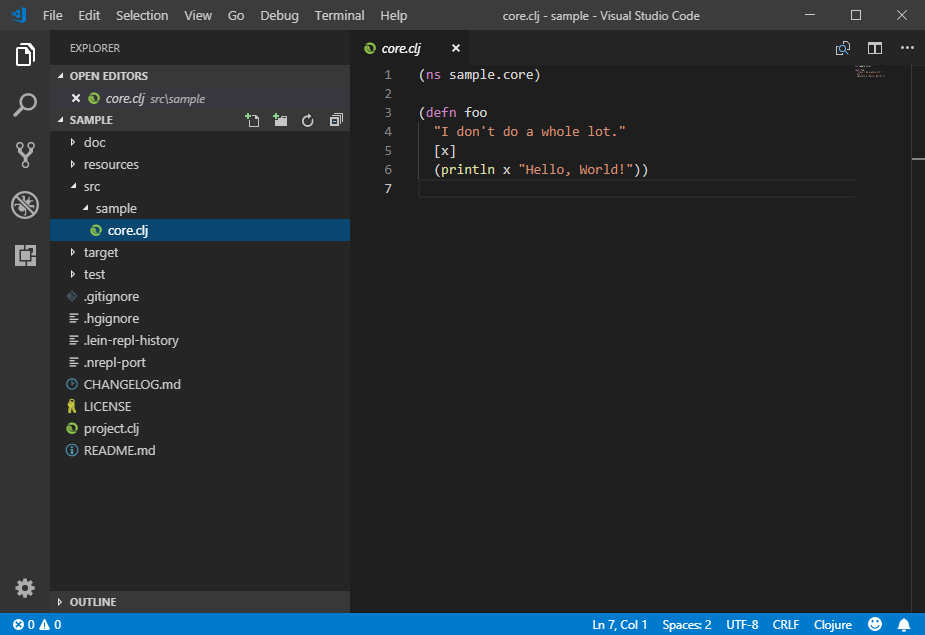 File Edit Selection View Go Debug Terminal Help core.clj - sample - Visual Studio Code
EXPLORER
OPEN EDITORS
core.clj src\sample
SAMPLE
doc
resources
src
sample
core.clj
target
test
.gitignore
.hgignore
.lein-repl-history
.nrepl-port
CHANGELOG.md
LICENSE
project.clj
README.md
OUTLINE
core.clj
1 (ns sample.core)
2
3 (defn foo
4 "I don't do a whole lot."
5 [x]
6 (println x "Hello, World!"))
7
0 0 Ln 7, Col 1 Spaces: 2 UTF-8 CRLF Clojure